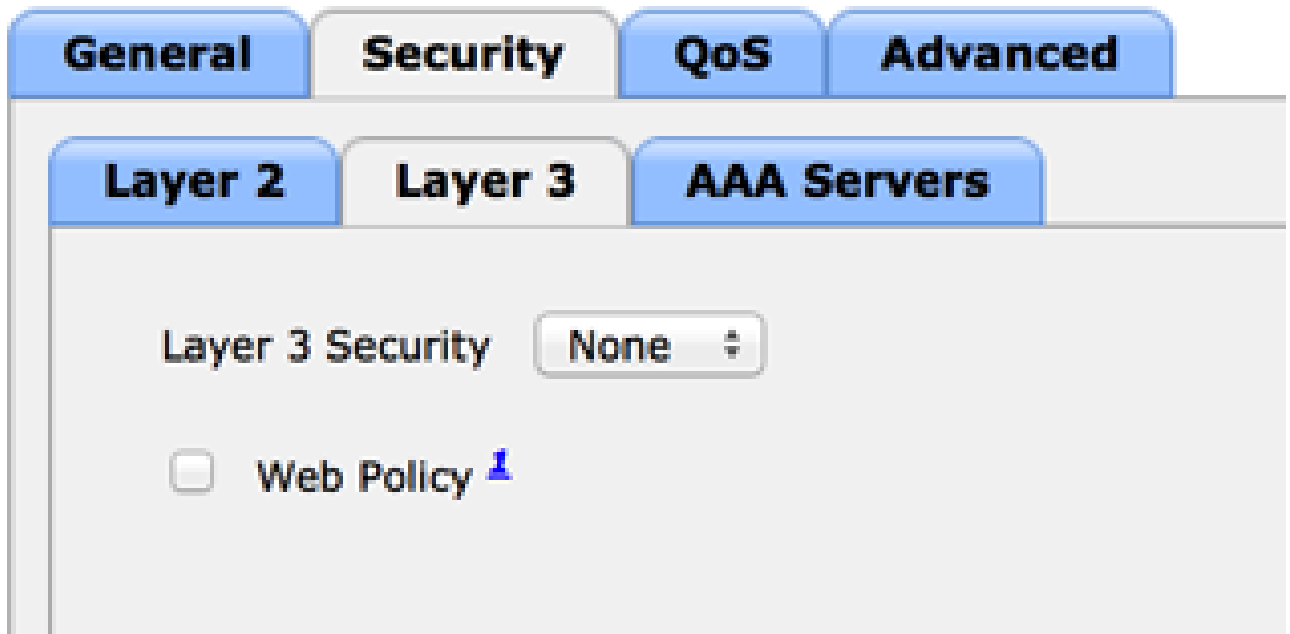 General Security QoS Advanced
Layer 2 Layer 3 AAA Servers
Layer 3 Security None
Web Policy 1